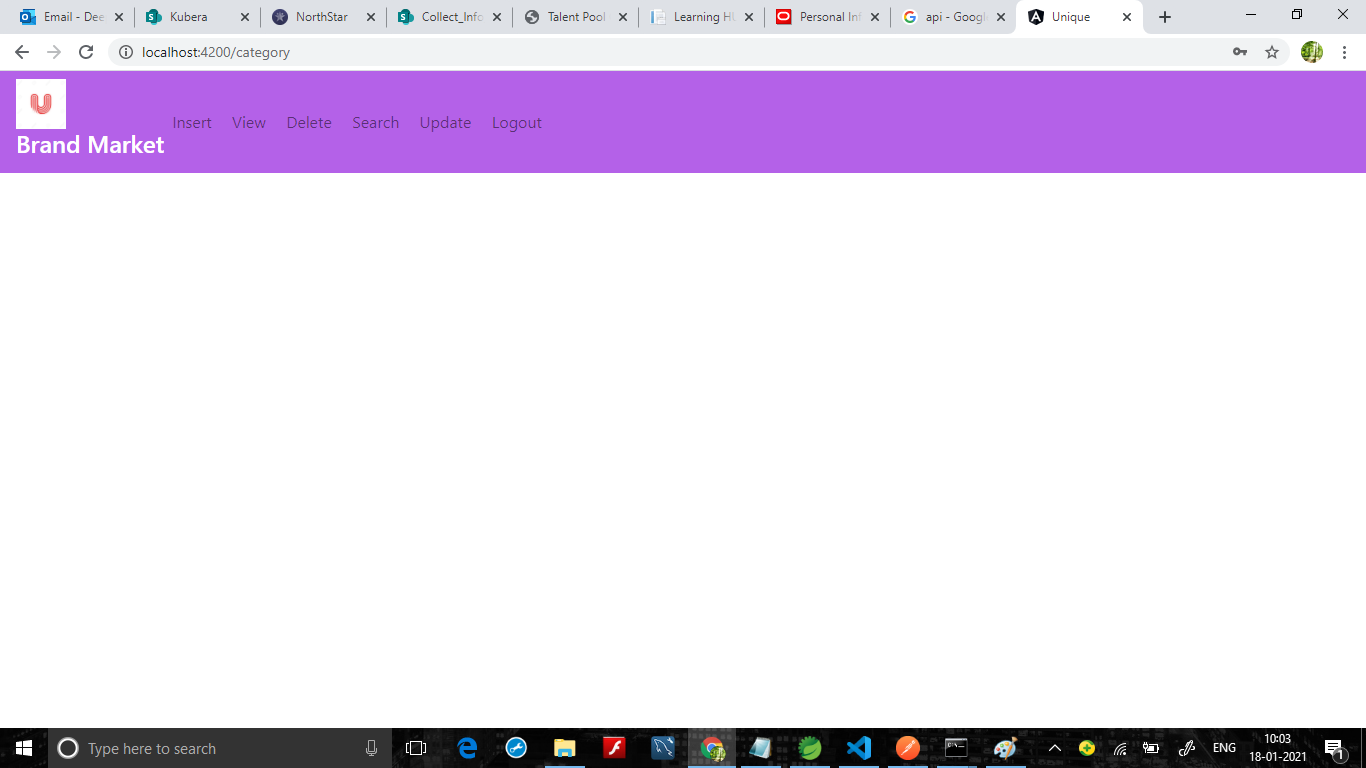 Email - Dee
Kubera
NorthStar
Collect_Info
Talent Pool
Learning HU
Personal Inf
api - Google
Unique
localhost:4200/category
U
Brand Market
Insert View Delete Search Update Logout
Type here to search
ENG
10:03
18-01-2021
1